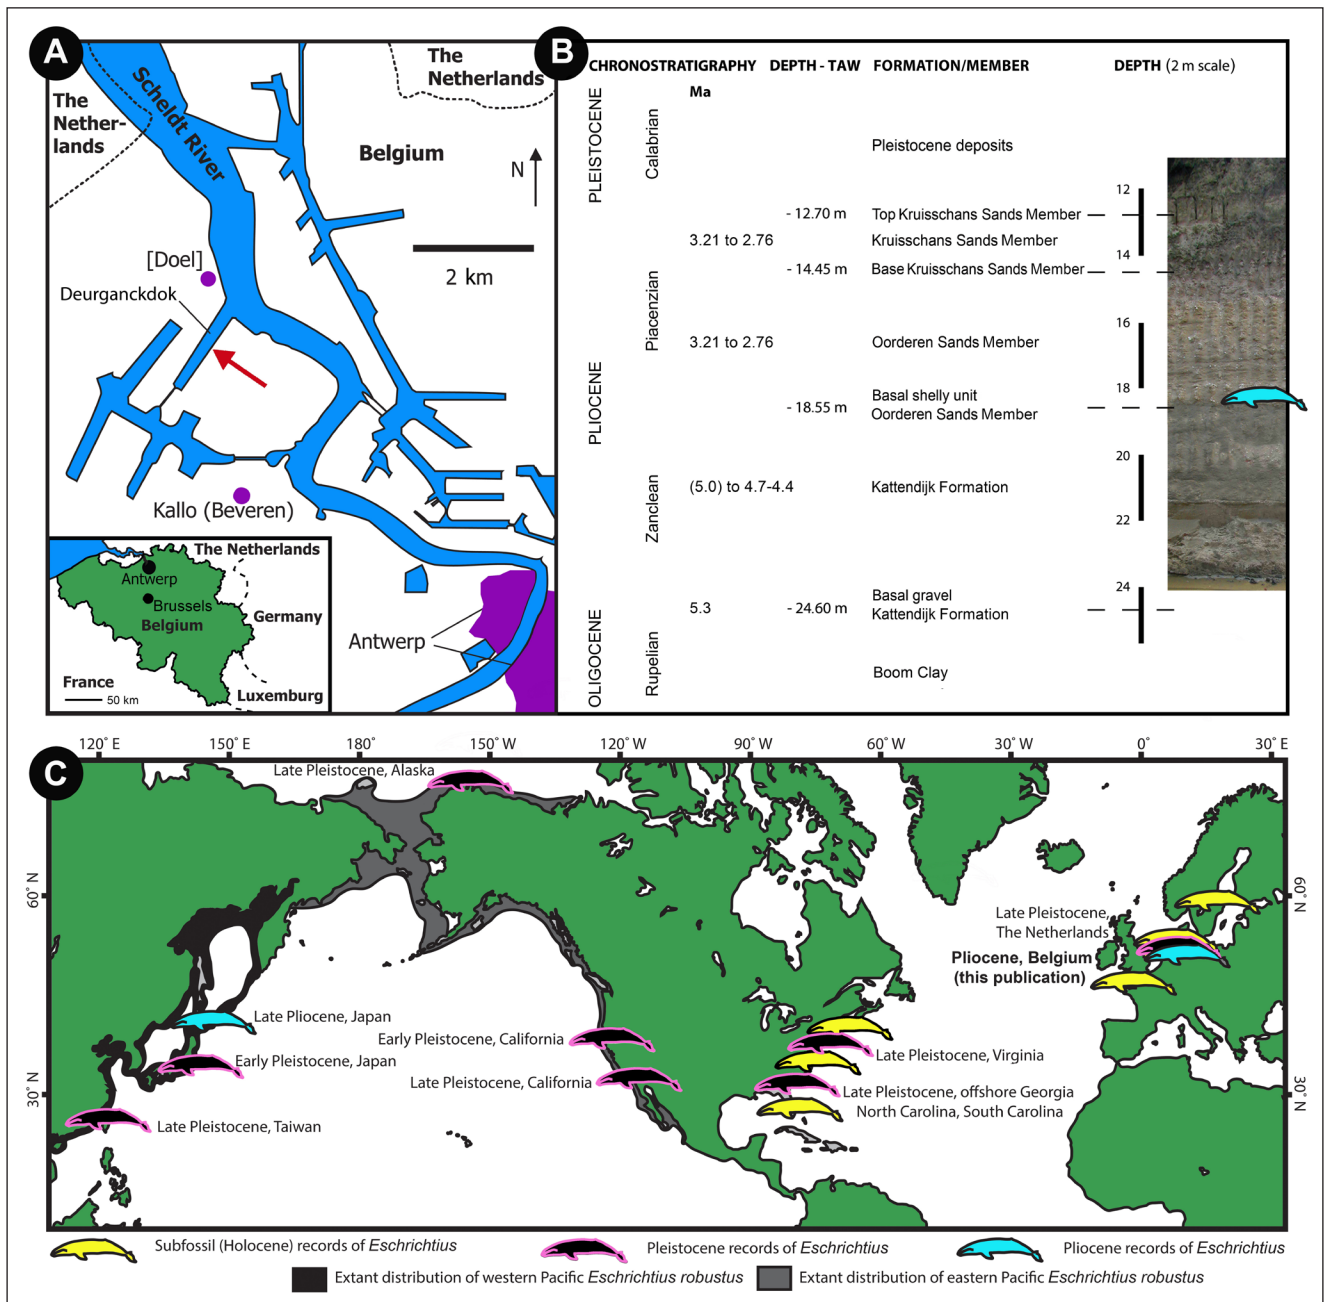 A
The
Nether-
lands
Scheldt River
The
Netherlands
Belgium
N
2 km
[Doel]
Deurganckdok
Kallo (Beveren)
Antwerp
The Netherlands
Antwerp
Brussels
Belgium
Germany
France
50 km
Luxemburg
B
CHRONOSTRATIGRAPHY DEPTH - TAW FORMATION/MEMBER DEPTH (2 m scale)
Ma
PLEISTOCENE
Calabrian
Pleistocene deposits
12
- 12.70 m Top Kruisschans Sands Member
3.21 to 2.76 Kruisschans Sands Member
14
- 14.45 m Base Kruisschans Sands Member
PLIOCENE
Piacenzian
16
3.21 to 2.76 Oorderen Sands Member
18
Basal shelly unit
- 18.55 m Oorderen Sands Member
20
Zanclean
(5.0) to 4.7-4.4 Kattendijk Formation
22
24
Basal gravel
5.3 - 24.60 m Kattendijk Formation
OLIGOCENE
Rupelian
Boom Clay
C
120° E 150° E 180° 150° W 120° W 90° W 60° W 30° W 0° 30° E
60° N
30° N
60° N
30° N
Late Pleistocene, Alaska
Late Pleistocene,
The Netherlands
Pliocene, Belgium
(this publication)
Late Pliocene, Japan
Early Pleistocene, California
Early Pleistocene, Japan
Late Pleistocene, California
Late Pleistocene, Virginia
Late Pleistocene, offshore Georgia
North Carolina, South Carolina
Late Pleistocene, Taiwan
Subfossil (Holocene) records of Eschrichtius
Pleistocene records of Eschrichtius
Pliocene records of Eschrichtius
Extant distribution of western Pacific Eschrichtius robustus
Extant distribution of eastern Pacific Eschrichtius robustus